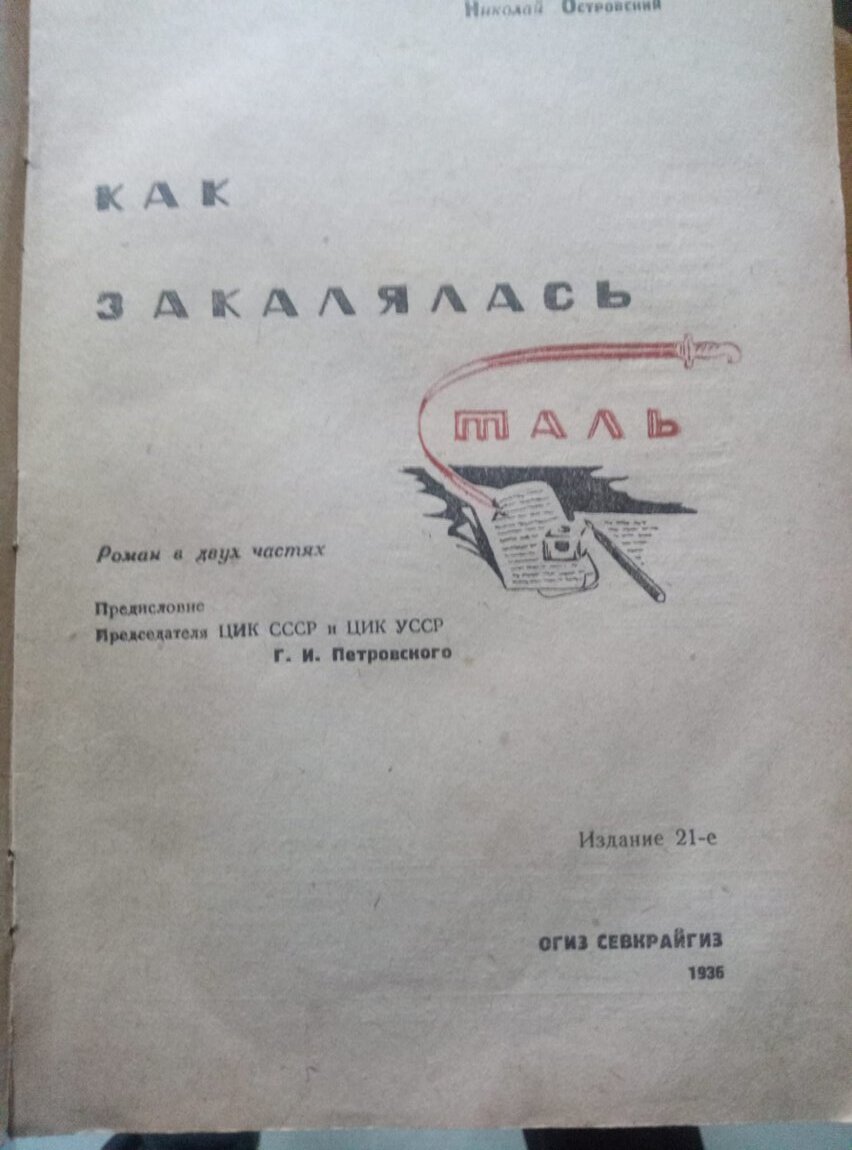 Николай Островский
КАК
ЗАКАЛЯЛАСЬ
СТАЛЬ
Роман в двух частях
Предисловие
Председателя ЦИК СССР и ЦИК УССР
Г. И. Петровского
Издание 21-е
ОГИЗ СЕВКРАЙГИЗ
1936